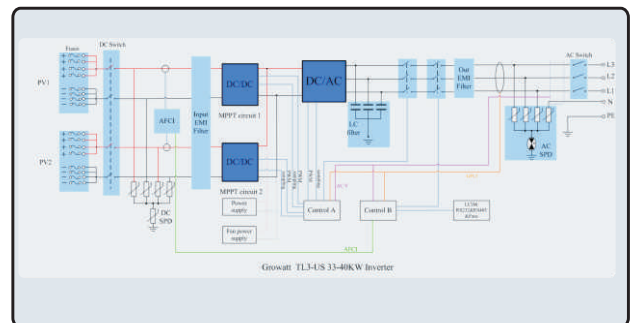 Fuses
DC Switch
PV1
PV2
AFCI
Input
EMI
Filter
DC/DC
MPPT circuit 1
DC/DC
MPPT circuit 2
DC/AC
LC
filter
Out
EMI
Filter
AC Switch
L3
L2
L1
N
PE
AC
SPD
DC
SPD
Power
supply
Fan power
supply
Control A
Control B
AFCI
Growatt TL3-US 33-40KW Inverter